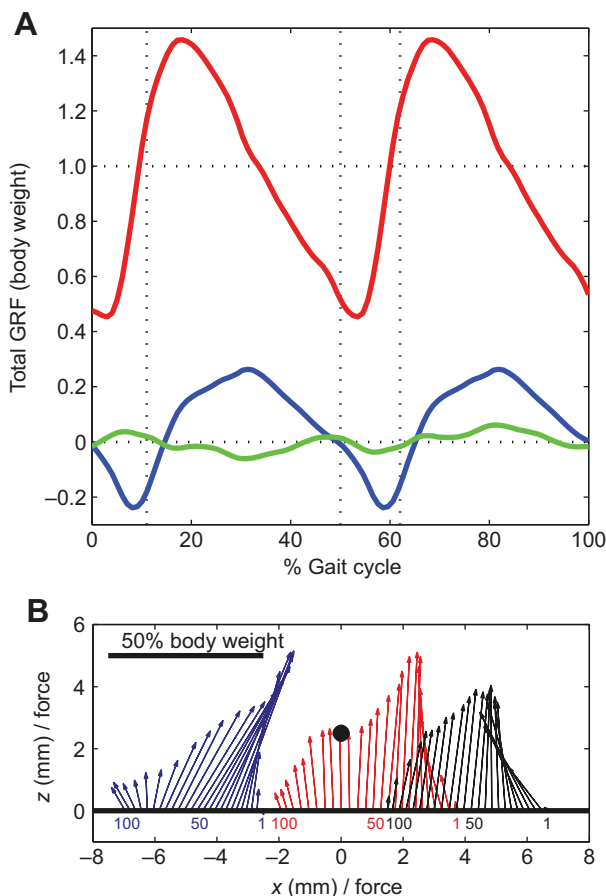 A
Total GRF (body weight)
1.4
1.2
1.0
0.8
0.6
0.4
0.2
0
–0.2
0 20 40 60 80 100
% Gait cycle
B
z (mm) / force
6
4
2
0
50% body weight
100 50 1 100 50 100 1 50 1
–8 –6 –4 –2 0 2 4 6 8
x (mm) / force